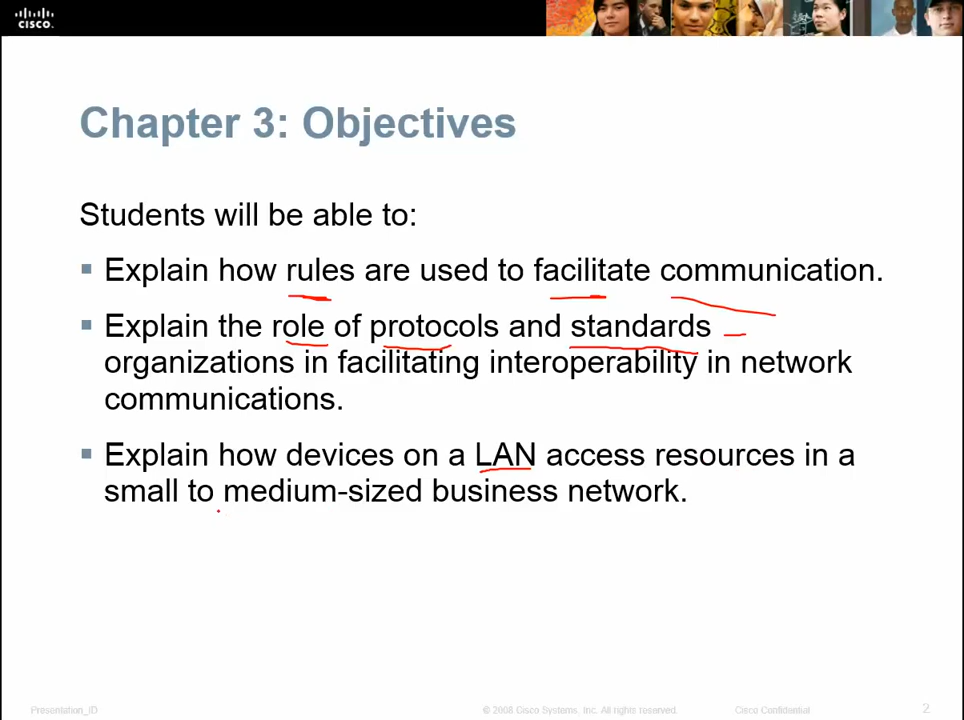 CISCO.
Chapter 3: Objectives
Students will be able to:
Explain how rules are used to facilitate communication.
Explain the role of protocols and standards
organizations in facilitating interoperability in network
communications.
Explain how devices on a LAN access resources in a
small to medium-sized business network.
Presentation_ID © 2008 Cisco Systems, Inc. All rights reserved. Cisco Confidential 2